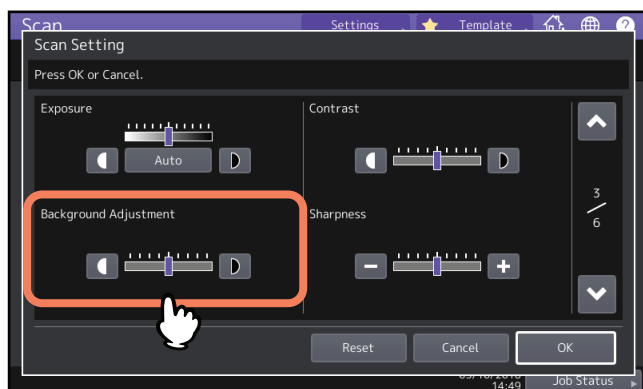 Scan
Settings
Template
Scan Setting
Press OK or Cancel.
Exposure
Contrast
Auto
3
6
Background Adjustment
Sharpness
Reset
Cancel
OK
14:49
Job Status